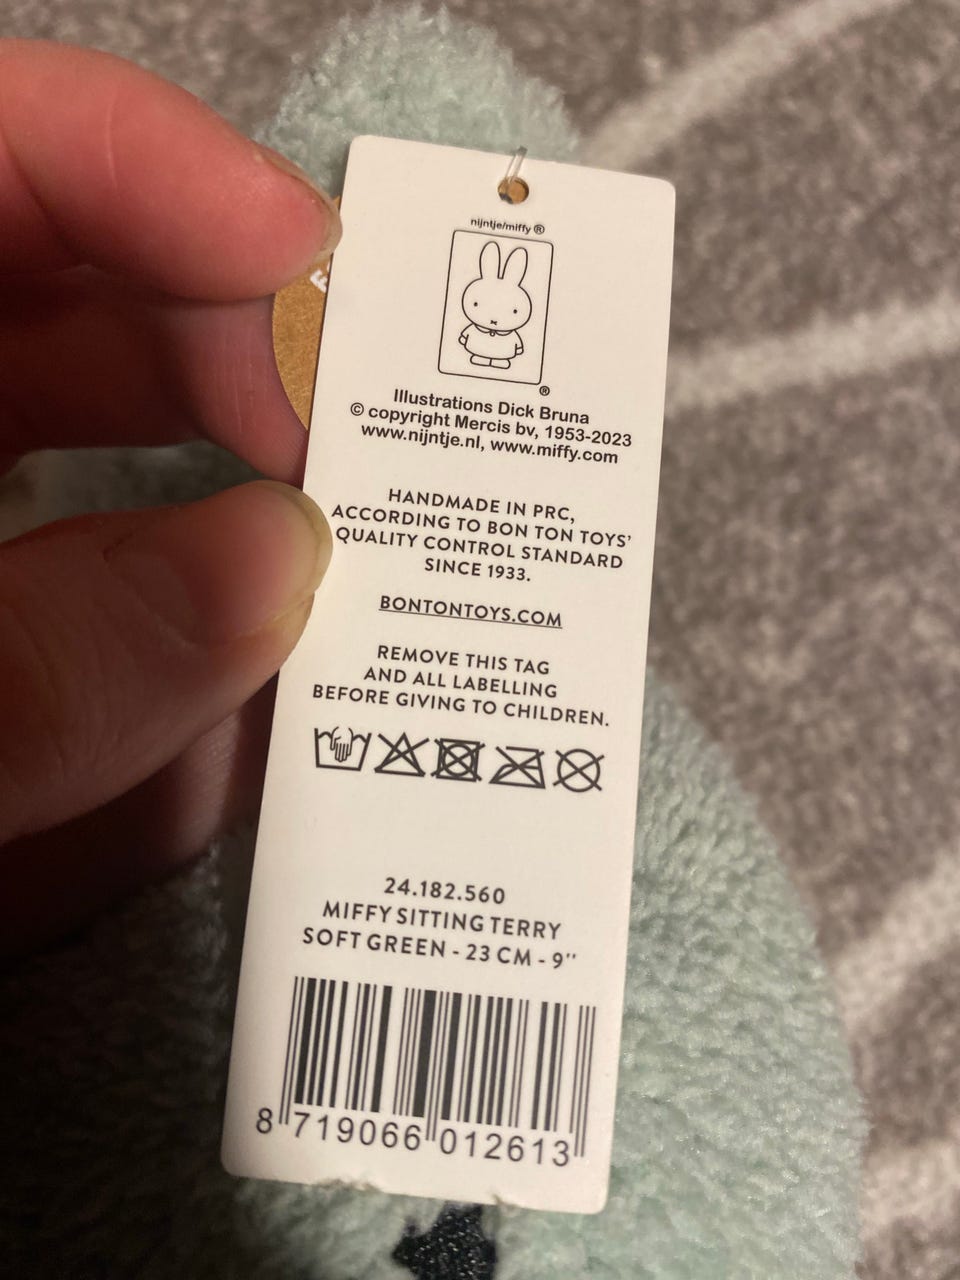 nijntje/miffy ®
®
Illustrations Dick Bruna
© copyright Mercis bv, 1953-2023
www.nijntje.nl, www.miffy.com
HANDMADE IN PRC,
ACCORDING TO BON TON TOYS’
QUALITY CONTROL STANDARD
SINCE 1933.
BONTONTOYS.COM
REMOVE THIS TAG
AND ALL LABELLING
BEFORE GIVING TO CHILDREN.
24.182.560
MIFFY SITTING TERRY
SOFT GREEN - 23 CM - 9’’
8 719066 012613